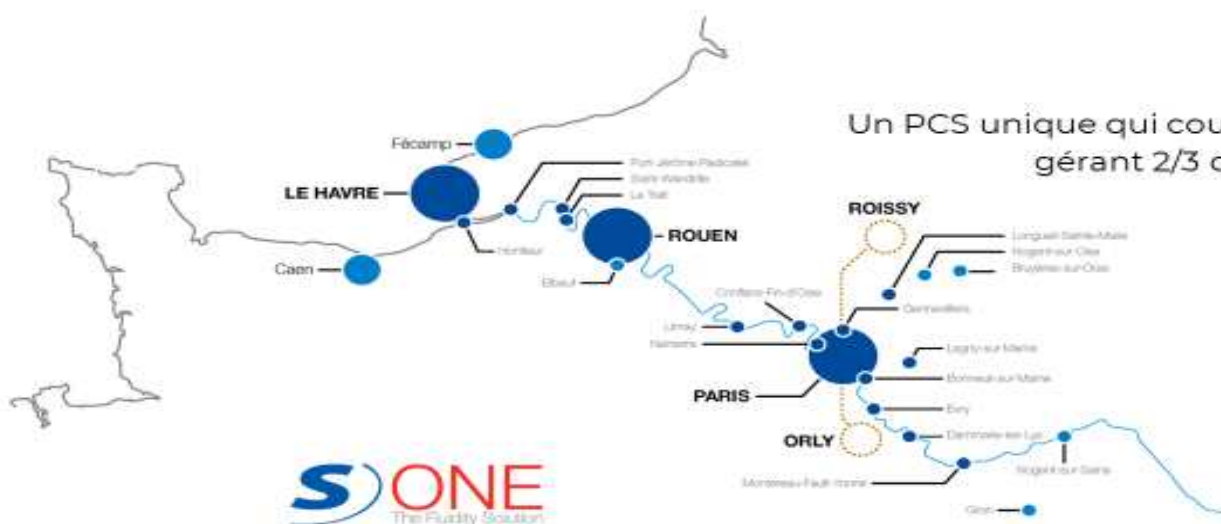 Un PCS unique qui cou
gérant 2/3 c
Fécamp
Port-Jérôme-Radicatel
Saint-Wandrille
Le Trait
LE HAVRE
ROISSY
ROUEN
Longueil-Sainte-Marie
Nogent-sur-Oise
Bruyères-sur-Oise
Honfleur
Caen
Elbeuf
Conflans-Fin-d'Oise
Gennevilliers
Limay
Nanterre
Lagny-sur-Marne
Bonneuil-sur-Marne
PARIS
Evry
ORLY
Dammarie-les-Lys
Montereau-Fault-Yonne
Nogent-sur-Seine
S) ONE
The Fluidity Solution